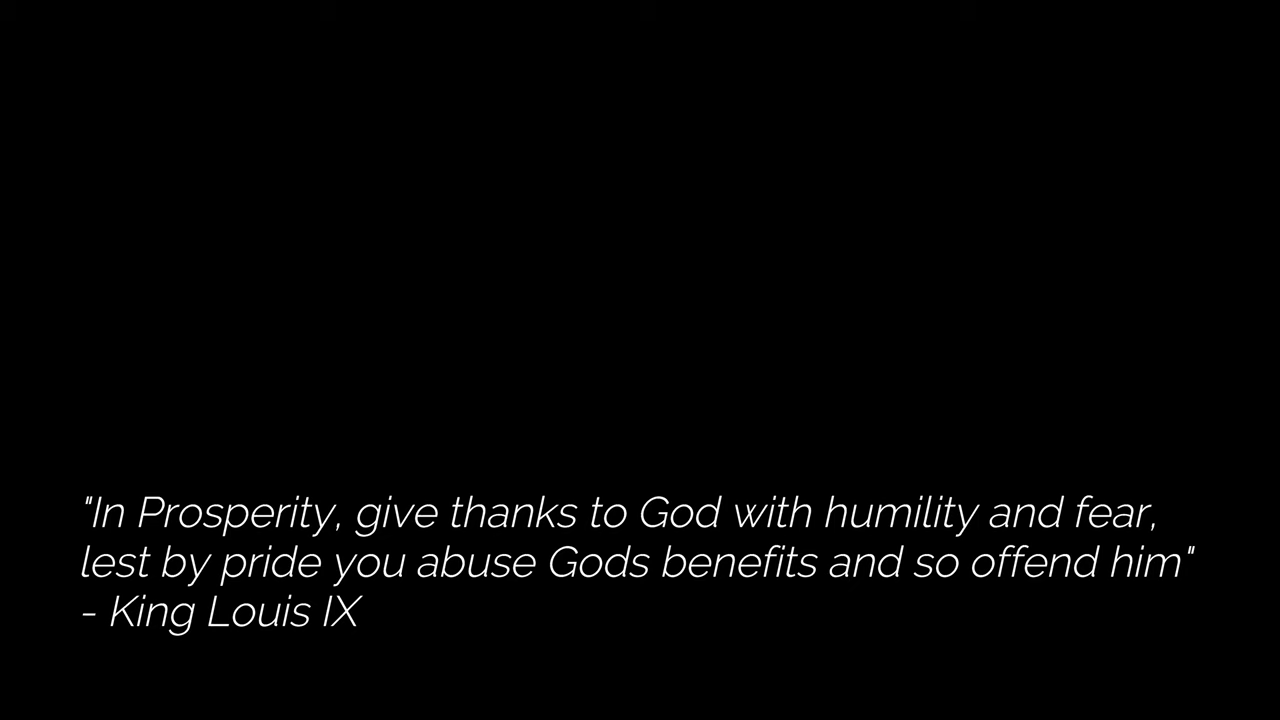 "In Prosperity, give thanks to God with humility and fear,
lest by pride you abuse Gods benefits and so offend him"
- King Louis IX